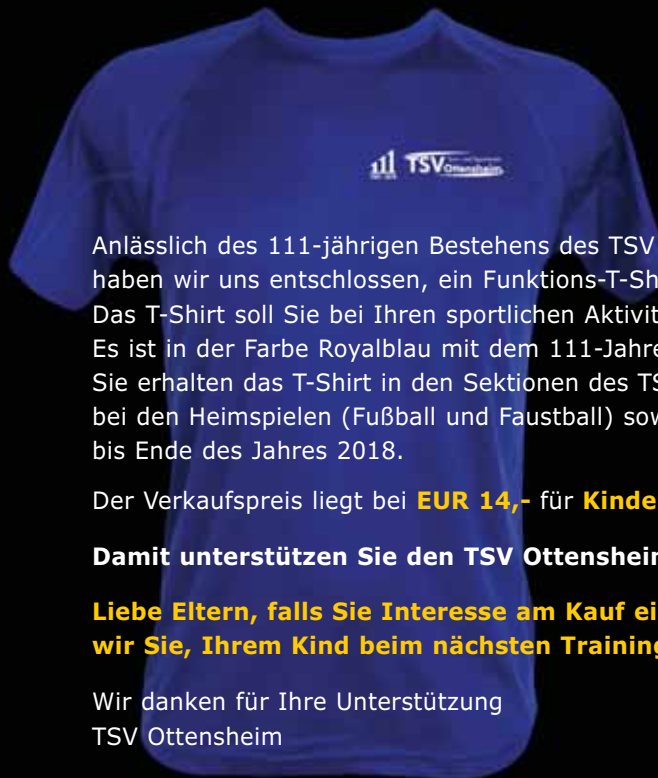 111 TSV
Ottensheim
Anlässlich des 111-jährigen Bestehens des TSV
haben wir uns entschlossen, ein Funktions-T-Sh
Das T-Shirt soll Sie bei Ihren sportlichen Aktivit
Es ist in der Farbe Royalblau mit dem 111-Jahre
Sie erhalten das T-Shirt in den Sektionen des TS
bei den Heimspielen (Fußball und Faustball) sow
bis Ende des Jahres 2018.
Der Verkaufspreis liegt bei EUR 14,- für Kinde
Damit unterstützen Sie den TSV Ottensheim
Liebe Eltern, falls Sie Interesse am Kauf ei
wir Sie, Ihrem Kind beim nächsten Training
Wir danken für Ihre Unterstützung
TSV Ottensheim